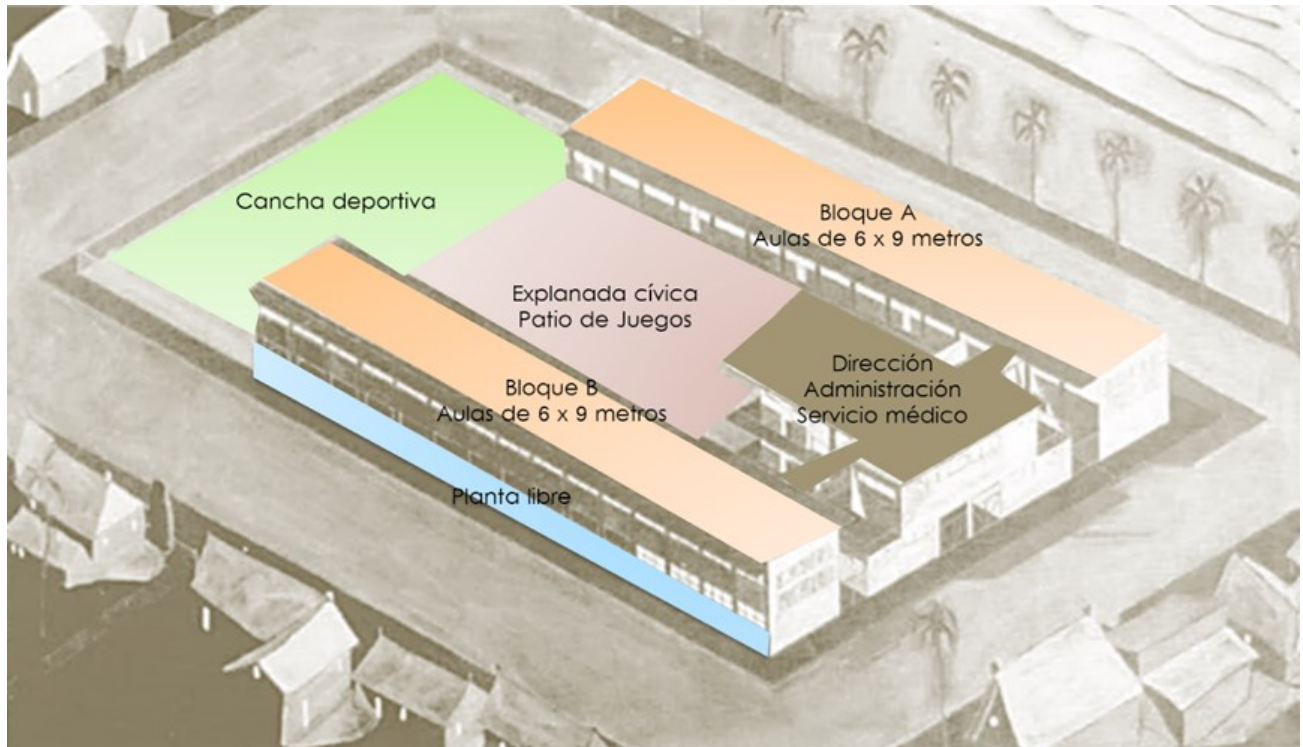 Cancha deportiva
Bloque A
Aulas de 6 x 9 metros
Explanada cívica
Patio de Juegos
Dirección
Administración
Servicio médico
Bloque B
Aulas de 6 x 9 metros
Planta libre